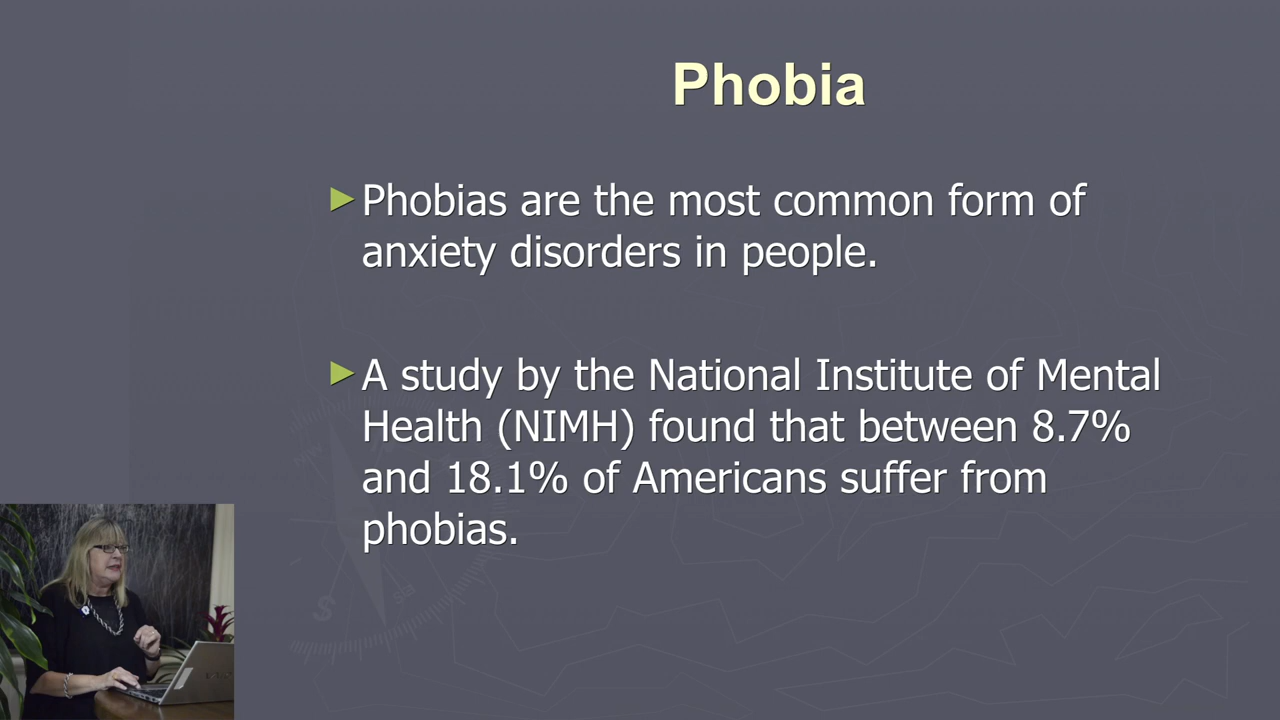 Phobia
Phobias are the most common form of
anxiety disorders in people.
A study by the National Institute of Mental
Health (NIMH) found that between 8.7%
and 18.1% of Americans suffer from
phobias.
S